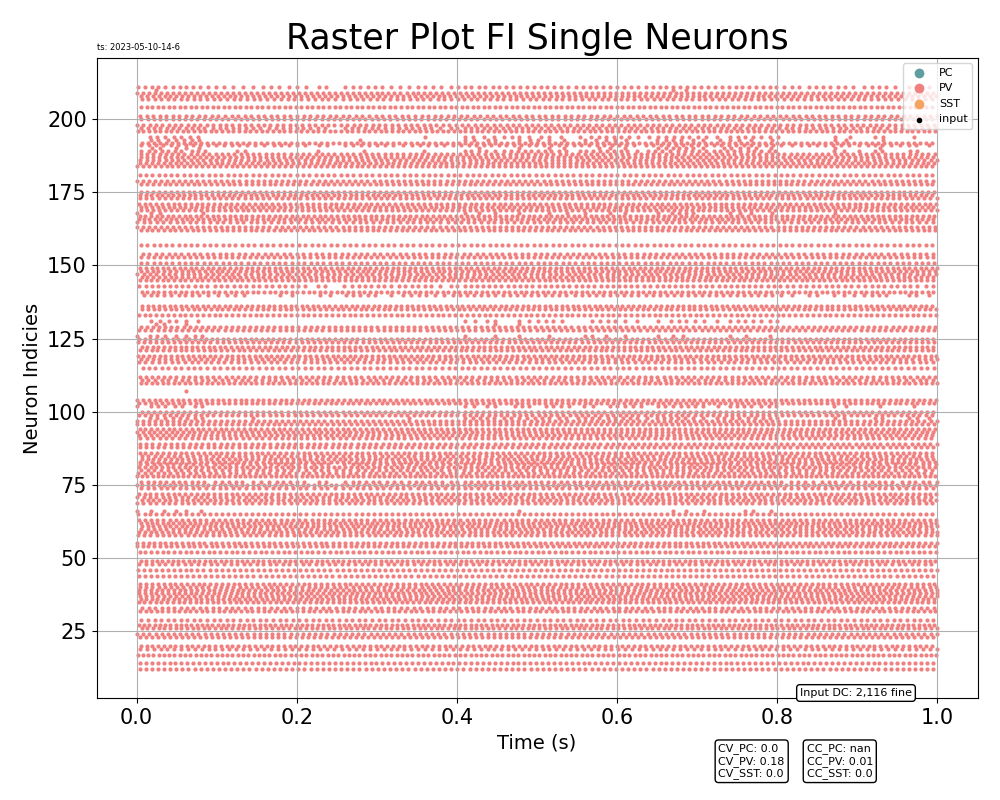 Raster Plot FI Single Neurons
ts: 2023-05-10-14-6
PC
PV
SST
input
200
175
150
125
100
75
50
25
Neuron Indicies
0.0
0.2
0.4
0.6
0.8
1.0
Time (s)
Input DC: 2,116 fine
CV_PC: 0.0
CV_PV: 0.18
CV_SST: 0.0
CC_PC: nan
CC_PV: 0.01
CC_SST: 0.0